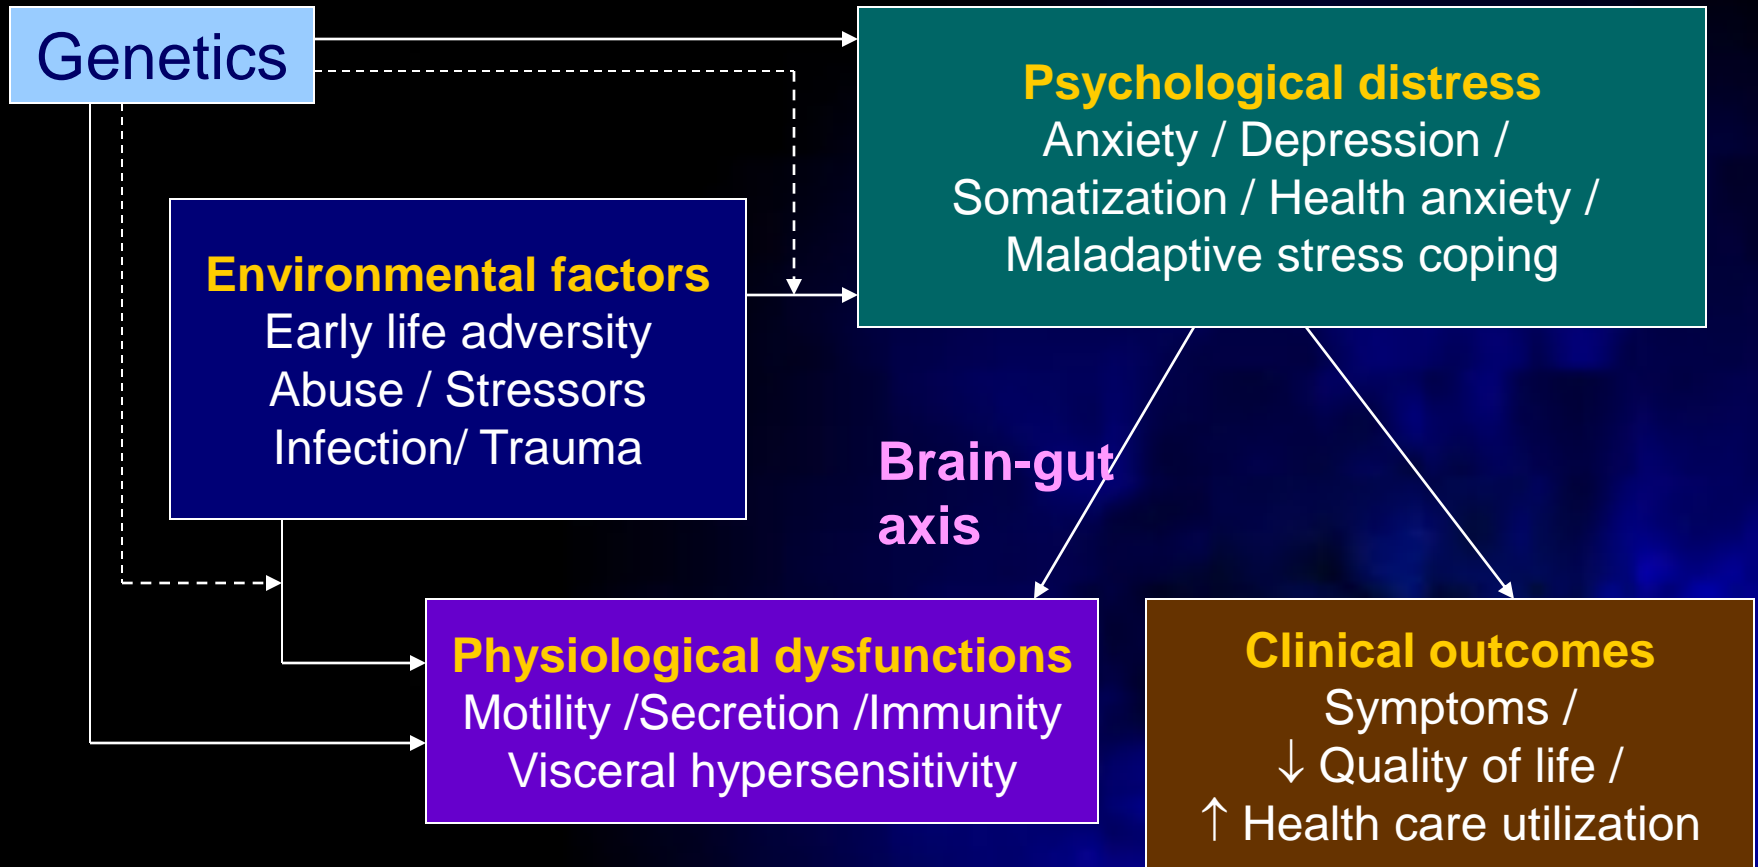 Genetics
Psychological distress
Anxiety / Depression /
Somatization / Health anxiety /
Maladaptive stress coping
Environmental factors
Early life adversity
Abuse / Stressors
Infection/ Trauma
Brain-gut
axis
Physiological dysfunctions
Motility /Secretion /Immunity
Visceral hypersensitivity
Clinical outcomes
Symptoms /
↓ Quality of life /
↑ Health care utilization